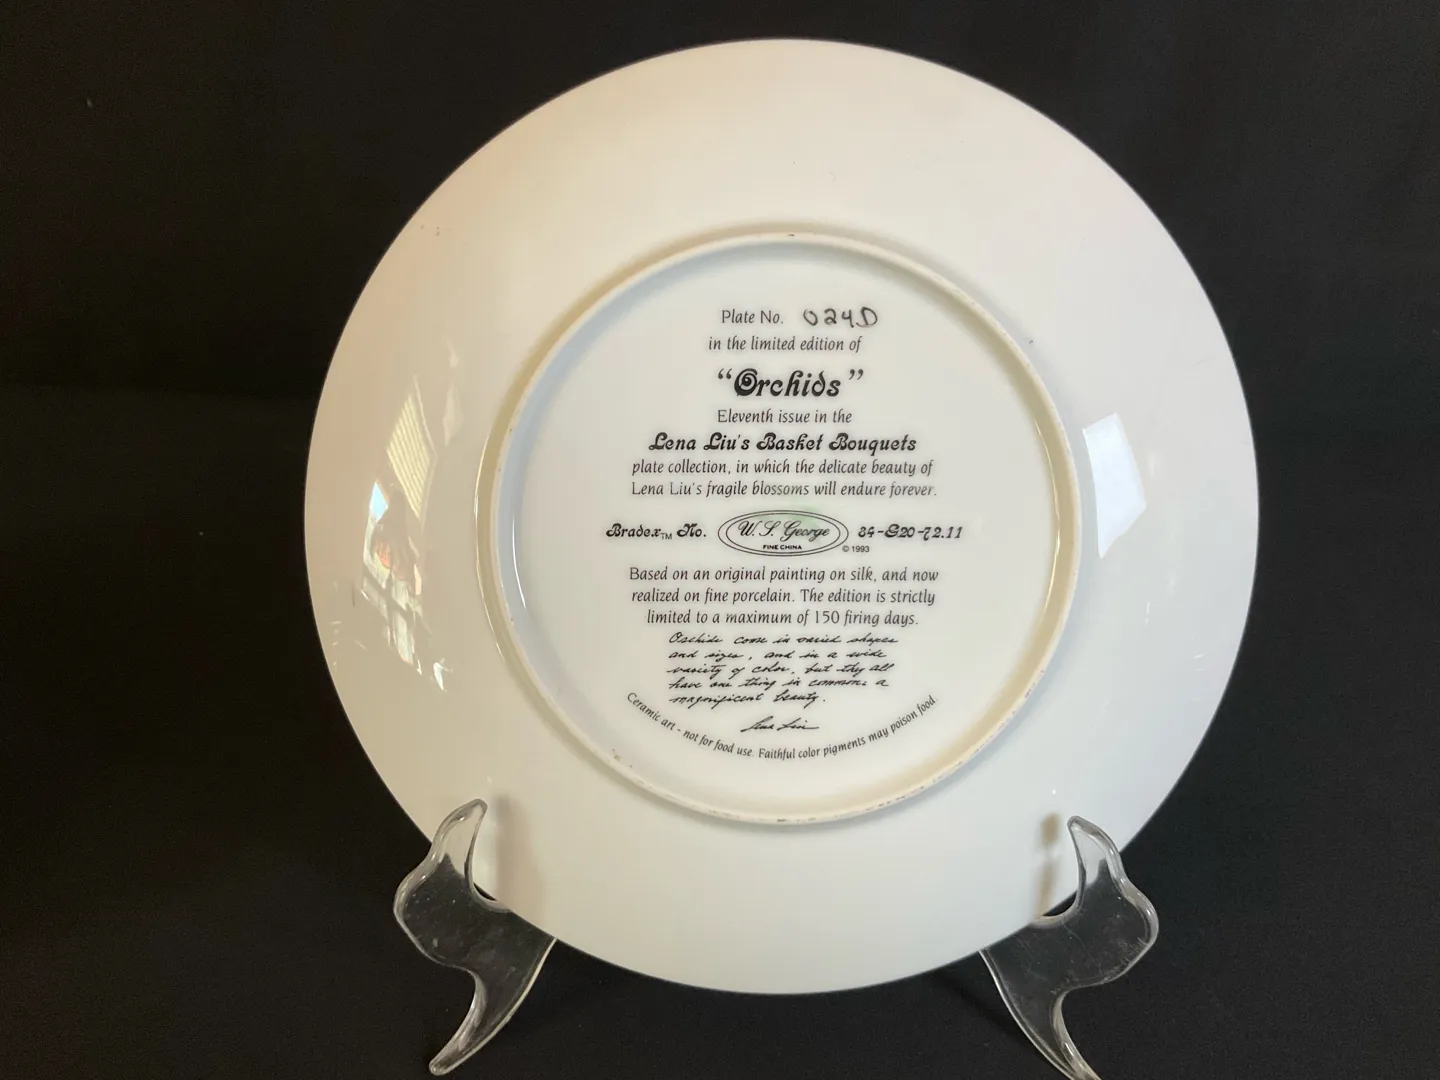 Plate No. 024D
in the limited edition of
“Orchids”
Eleventh issue in the
Lena Liu's Basket Bouquets
plate collection, in which the delicate beauty of
Lena Liu's fragile blossoms will endure forever.
Bradex™ No. W. S. George FINE CHINA © 1993 84-G20-72.11
Based on an original painting on silk, and now
realized on fine porcelain. The edition is strictly
limited to a maximum of 150 firing days.
Orchids come in varied shapes
and sizes, and in a wide
variety of color, but they all
have one thing in common: a
magnificent beauty.
Lena Liu
Ceramic art - not for food use. Faithful color pigments may poison food.